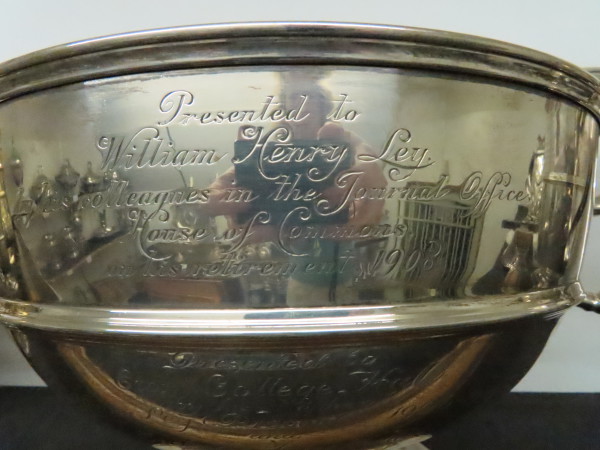 Presented to
William Henry Ley.
by his colleagues in the Journal Office.
House of Commons
on his retirement, 1908
Presented to
College,